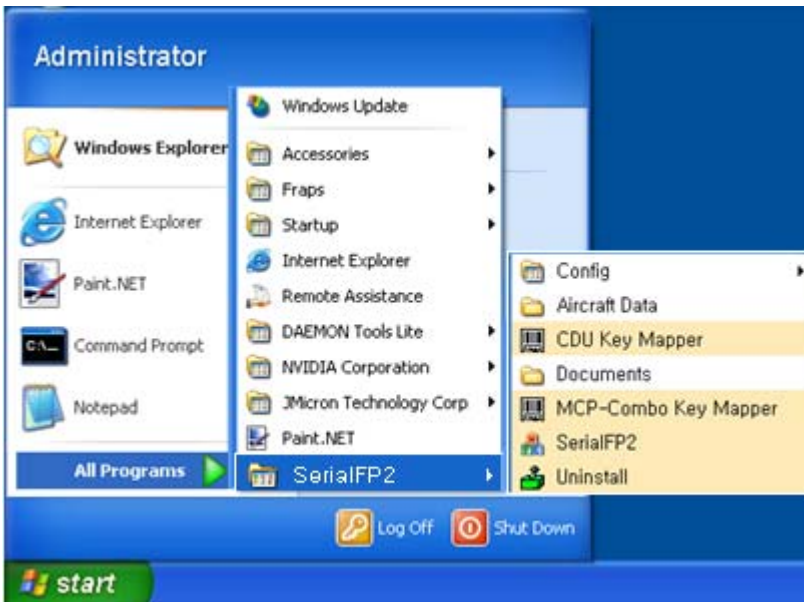 Administrator
Windows Explorer
Internet Explorer
Paint.NET
C:\_
Command Prompt
Notepad
All Programs
Windows Update
Accessories
Fraps
Startup
Internet Explorer
Remote Assistance
DAEMON Tools Lite
NVIDIA Corporation
JMicron Technology Corp
Paint.NET
SerialFP2
Config
Aircraft Data
CDU Key Mapper
Documents
MCP-Combo Key Mapper
SerialFP2
Uninstall
Log Off
Shut Down
start